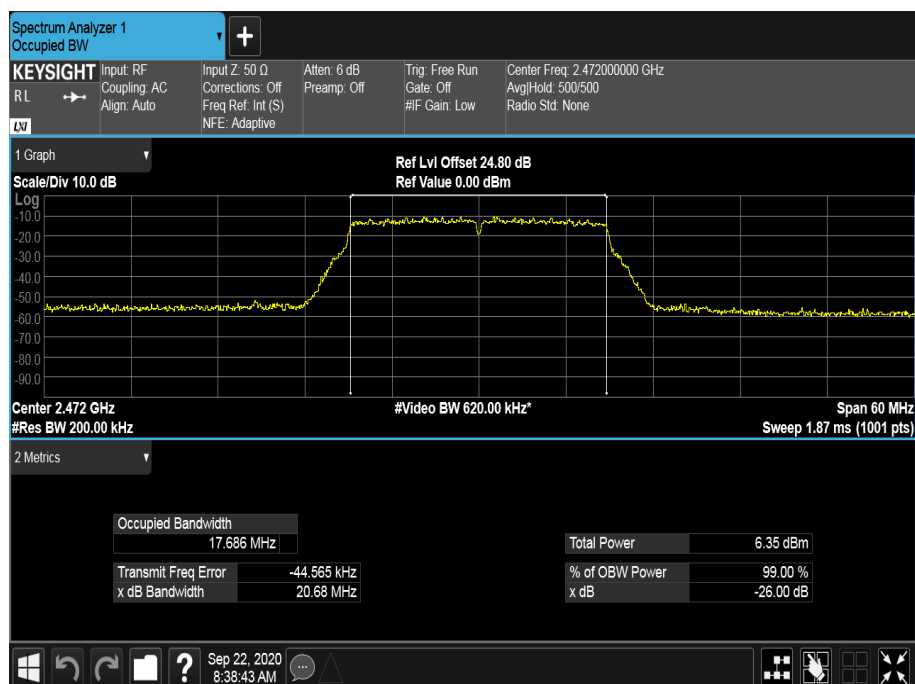 Spectrum Analyzer 1
Occupied BW
+
KEYSIGHT
R L
LXI
Input: RF
Coupling: AC
Align: Auto
Input Z: 50 Ω
Corrections: Off
Freq Ref: Int (S)
NFE: Adaptive
Atten: 6 dB
Preamp: Off
Trig: Free Run
Gate: Off
#IF Gain: Low
Center Freq: 2.472000000 GHz
Avg|Hold: 500/500
Radio Std: None
1 Graph
Scale/Div 10.0 dB
Ref Lvl Offset 24.80 dB
Ref Value 0.00 dBm
Log
-10.0
-20.0
-30.0
-40.0
-50.0
-60.0
-70.0
-80.0
-90.0
Center 2.472 GHz
#Video BW 620.00 kHz*
Span 60 MHz
#Res BW 200.00 kHz
Sweep 1.87 ms (1001 pts)
2 Metrics
Occupied Bandwidth
17.686 MHz
Total Power 6.35 dBm
Transmit Freq Error -44.565 kHz
% of OBW Power 99.00 %
x dB Bandwidth 20.68 MHz
x dB -26.00 dB
?
Sep 22, 2020
8:38:43 AM